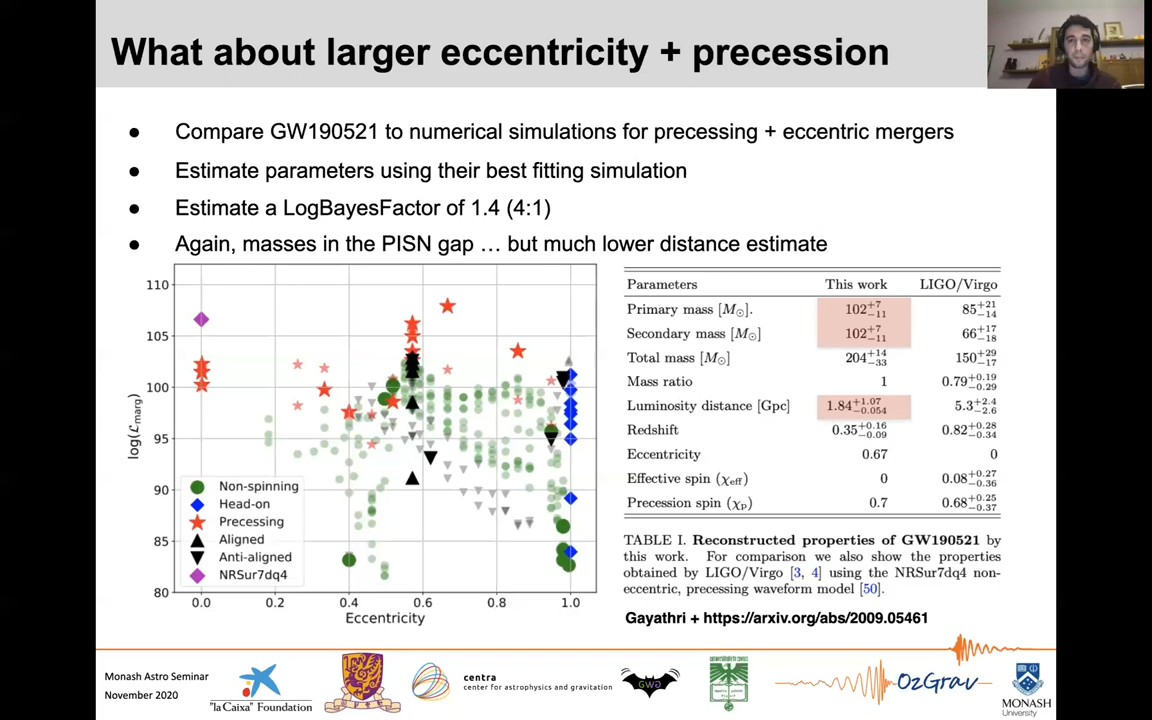 What about larger eccentricity + precession
● Compare GW190521 to numerical simulations for precessing + eccentric mergers
● Estimate parameters using their best fitting simulation
● Estimate a LogBayesFactor of 1.4 (4:1)
● Again, masses in the PISN gap … but much lower distance estimate
110
105
100
95
90
85
80
log(ℒmarg)
Non-spinning
Head-on
Precessing
Aligned
Anti-aligned
NRSur7dq4
0.0 0.2 0.4 0.6 0.8 1.0
Eccentricity
Parameters This work LIGO/Virgo
Primary mass [M⊙]. 102+7−11 85+21−14
Secondary mass [M⊙] 102+7−11 66+17−18
Total mass [M⊙] 204+14−33 150+29−17
Mass ratio 1 0.79+0.19−0.29
Luminosity distance [Gpc] 1.84+1.07−0.054 5.3+2.4−2.6
Redshift 0.35+0.16−0.09 0.82+0.28−0.34
Eccentricity 0.67 0
Effective spin (χeff) 0 0.08+0.27−0.36
Precession spin (χp) 0.7 0.68+0.25−0.37
TABLE I. Reconstructed properties of GW190521 by
this work. For comparison we also show the properties
obtained by LIGO/Virgo [3, 4] using the NRSur7dq4 non-
eccentric, precessing waveform model [50].
Gayathri + https://arxiv.org/abs/2009.05461
Monash Astro Seminar
November 2020
"la Caixa" Foundation
centra
center for astrophysics and gravitation
GWG
OzGrav
MONASH
University